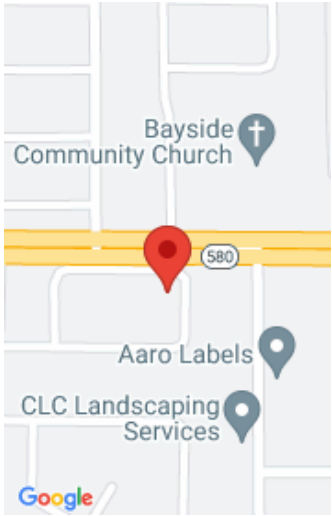 Bayside
Community Church
580
Aaro Labels
CLC Landscaping
Services
Google